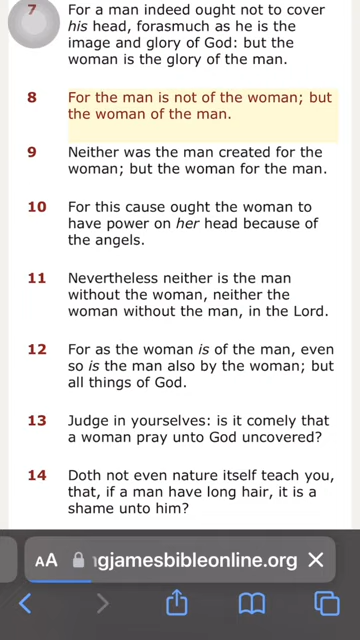 7 For a man indeed ought not to cover
his head, forasmuch as he is the
image and glory of God: but the
woman is the glory of the man.
8 For the man is not of the woman; but
the woman of the man.
9 Neither was the man created for the
woman; but the woman for the man.
10 For this cause ought the woman to
have power on her head because of
the angels.
11 Nevertheless neither is the man
without the woman, neither the
woman without the man, in the Lord.
12 For as the woman is of the man, even
so is the man also by the woman; but
all things of God.
13 Judge in yourselves: is it comely that
a woman pray unto God uncovered?
14 Doth not even nature itself teach you,
that, if a man have long hair, it is a
shame unto him?
AA ngjamesbibleonline.org